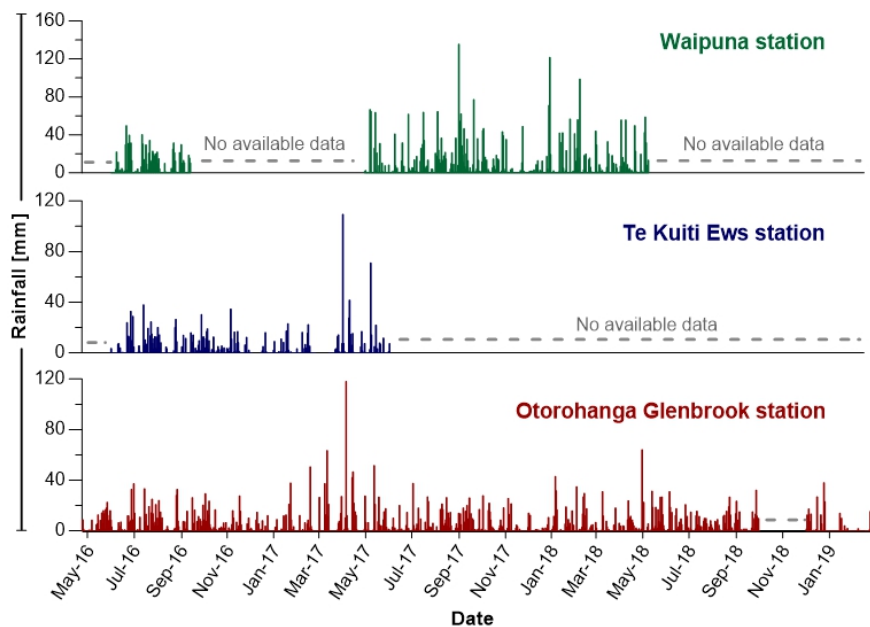 160
120
80
40
0
Waipuna station
No available data
No available data
120
80
40
0
Te Kuiti Ews station
No available data
120
80
40
0
Otorohanga Glenbrook station
Rainfall [mm]
May-16
Jul-16
Sep-16
Nov-16
Jan-17
Mar-17
May-17
Jul-17
Sep-17
Nov-17
Jan-18
Mar-18
May-18
Jul-18
Sep-18
Nov-18
Jan-19
Date